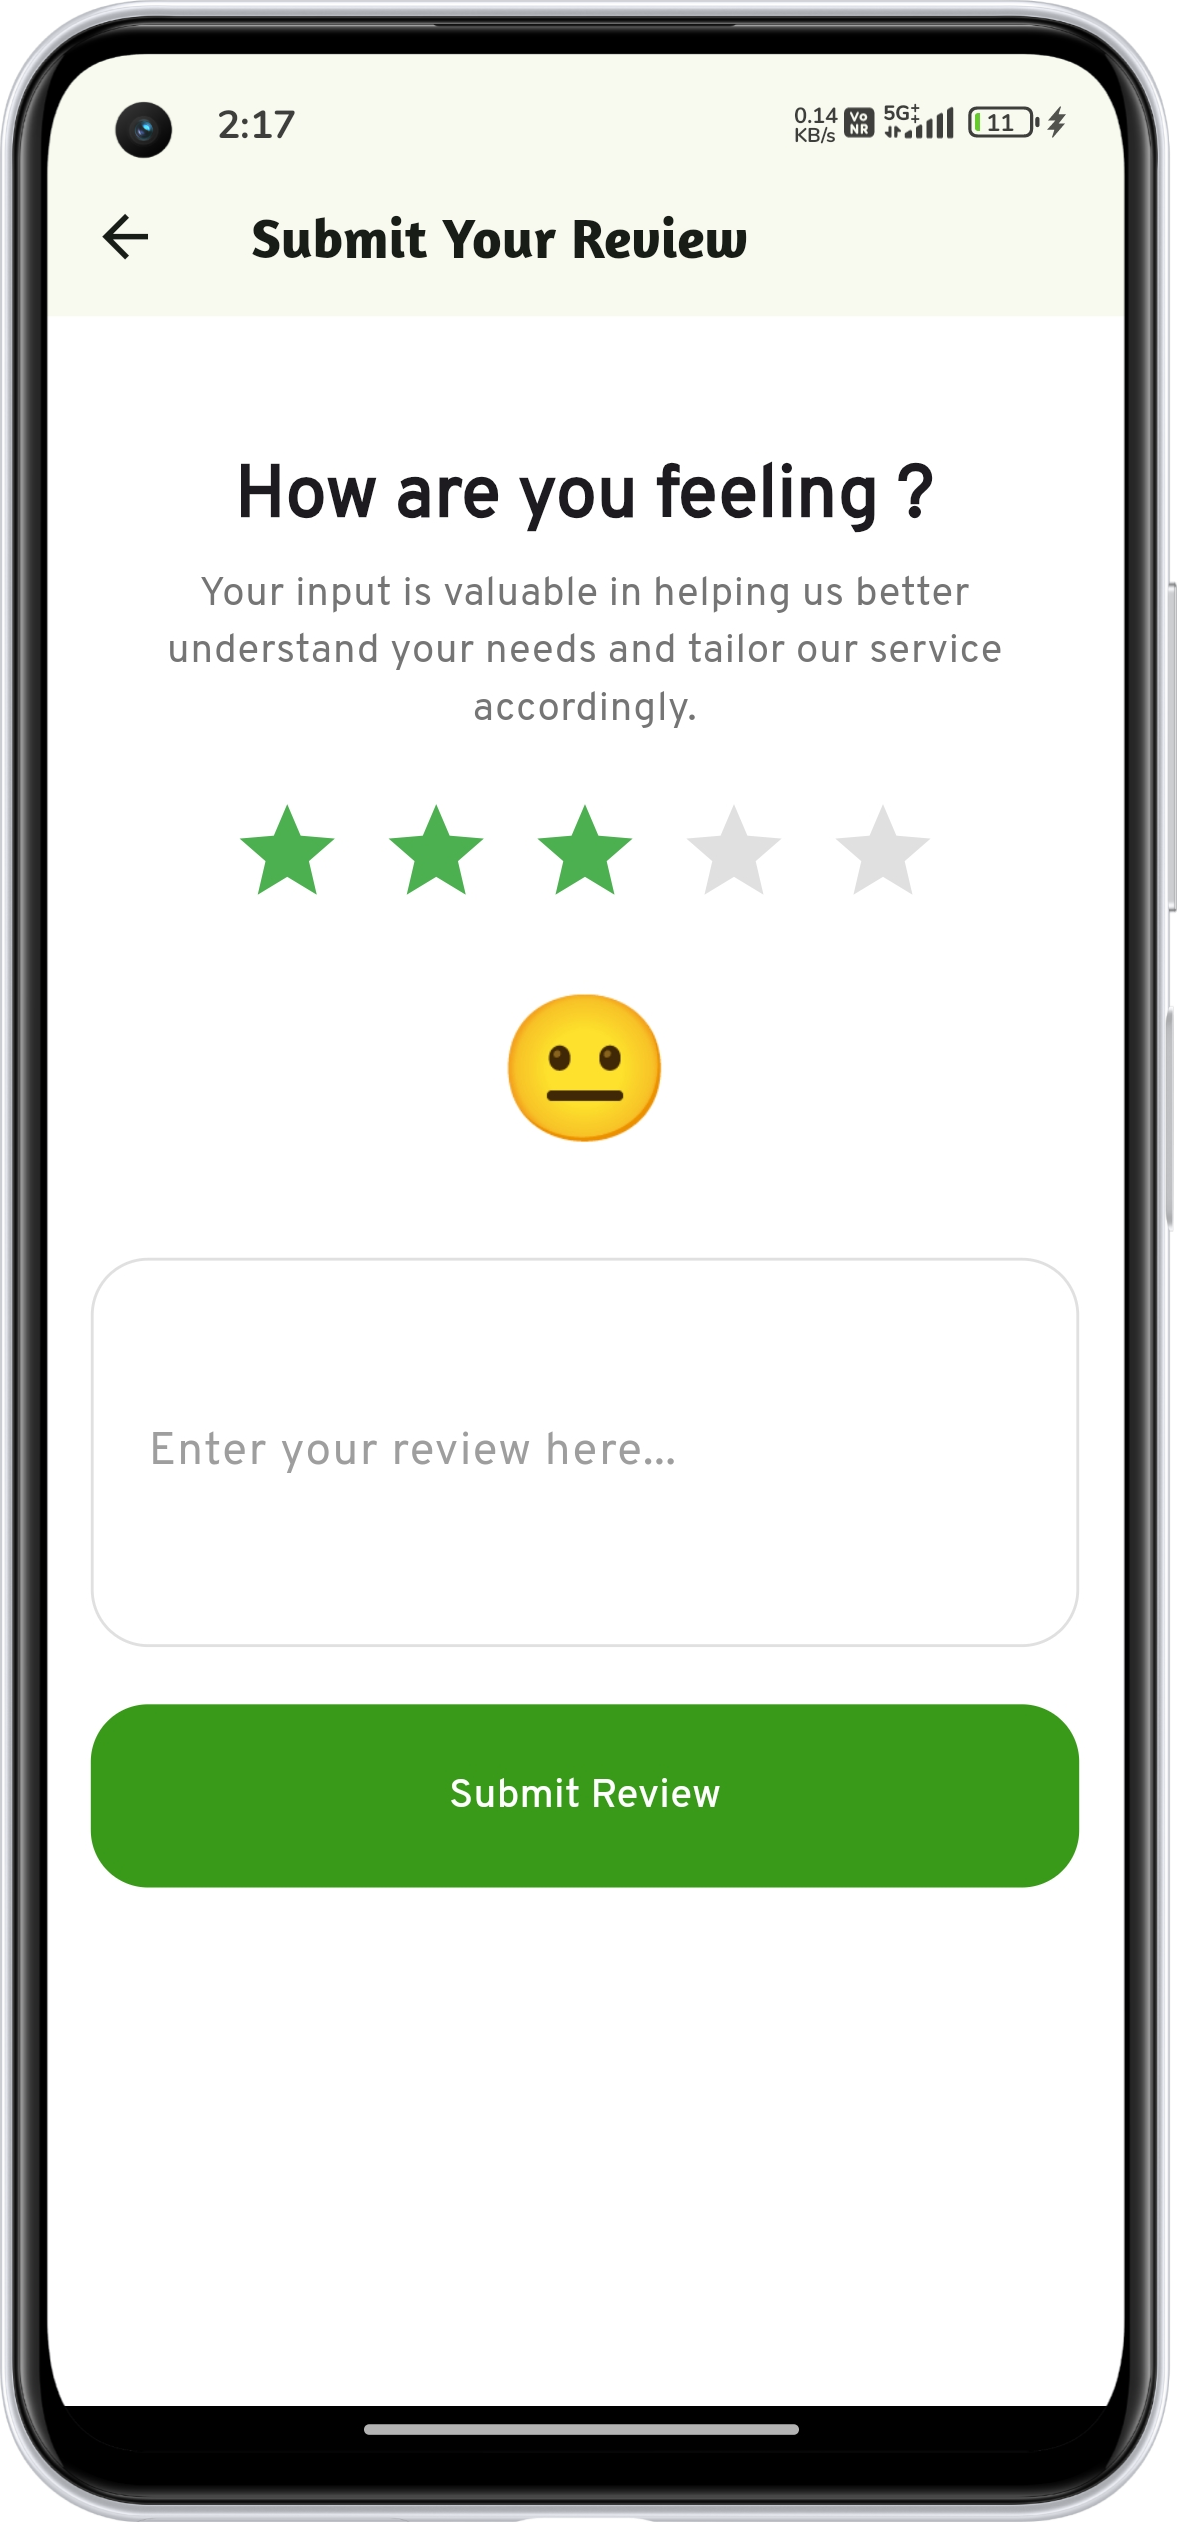 2:17
0.14
KB/s
Vo
NR
5G
11
Submit Your Review
How are you feeling ?
Your input is valuable in helping us better
understand your needs and tailor our service
accordingly.
Enter your review here...
Submit Review